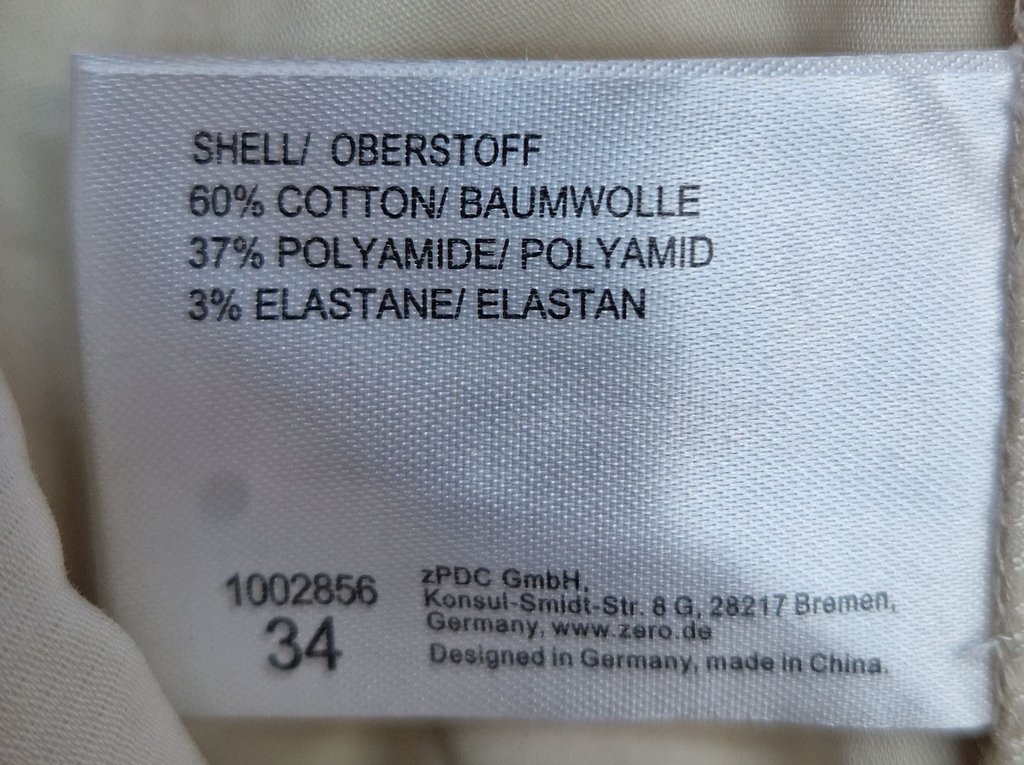 SHELL/ OBERSTOFF
60% COTTON/ BAUMWOLLE
37% POLYAMIDE/ POLYAMID
3% ELASTANE/ ELASTAN
1002856
34
zPDC GmbH,
Konsul-Smidt-Str. 8 G, 28217 Bremen,
Germany, www.zero.de
Designed in Germany, made in China.